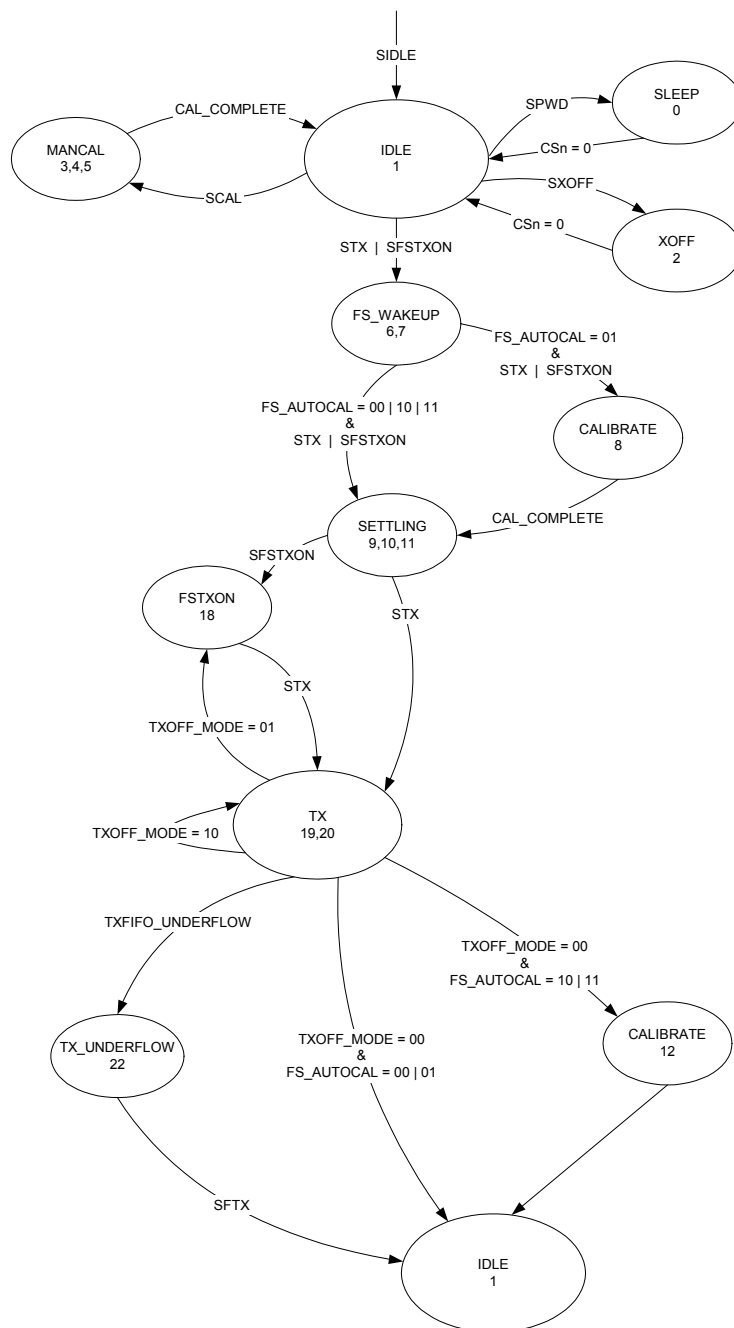 SIDLE
SPWD
SLEEP
0
CAL_COMPLETE
MANCAL
3,4,5
IDLE
1
CSn = 0
SCAL
SXOFF
CSn = 0
XOFF
2
STX | SFSTXON
FS_WAKEUP
6,7
FS_AUTOCAL = 01
&
STX | SFSTXON
FS_AUTOCAL = 00 | 10 | 11
&
STX | SFSTXON
CALIBRATE
8
SETTLING
9,10,11
CAL_COMPLETE
SFSTXON
FSTXON
18
STX
STX
TXOFF_MODE = 01
TX
19,20
TXOFF_MODE = 10
TXFIFO_UNDERFLOW
TXOFF_MODE = 00
&
FS_AUTOCAL = 10 | 11
TX_UNDERFLOW
22
TXOFF_MODE = 00
&
FS_AUTOCAL = 00 | 01
CALIBRATE
12
SFTX
IDLE
1